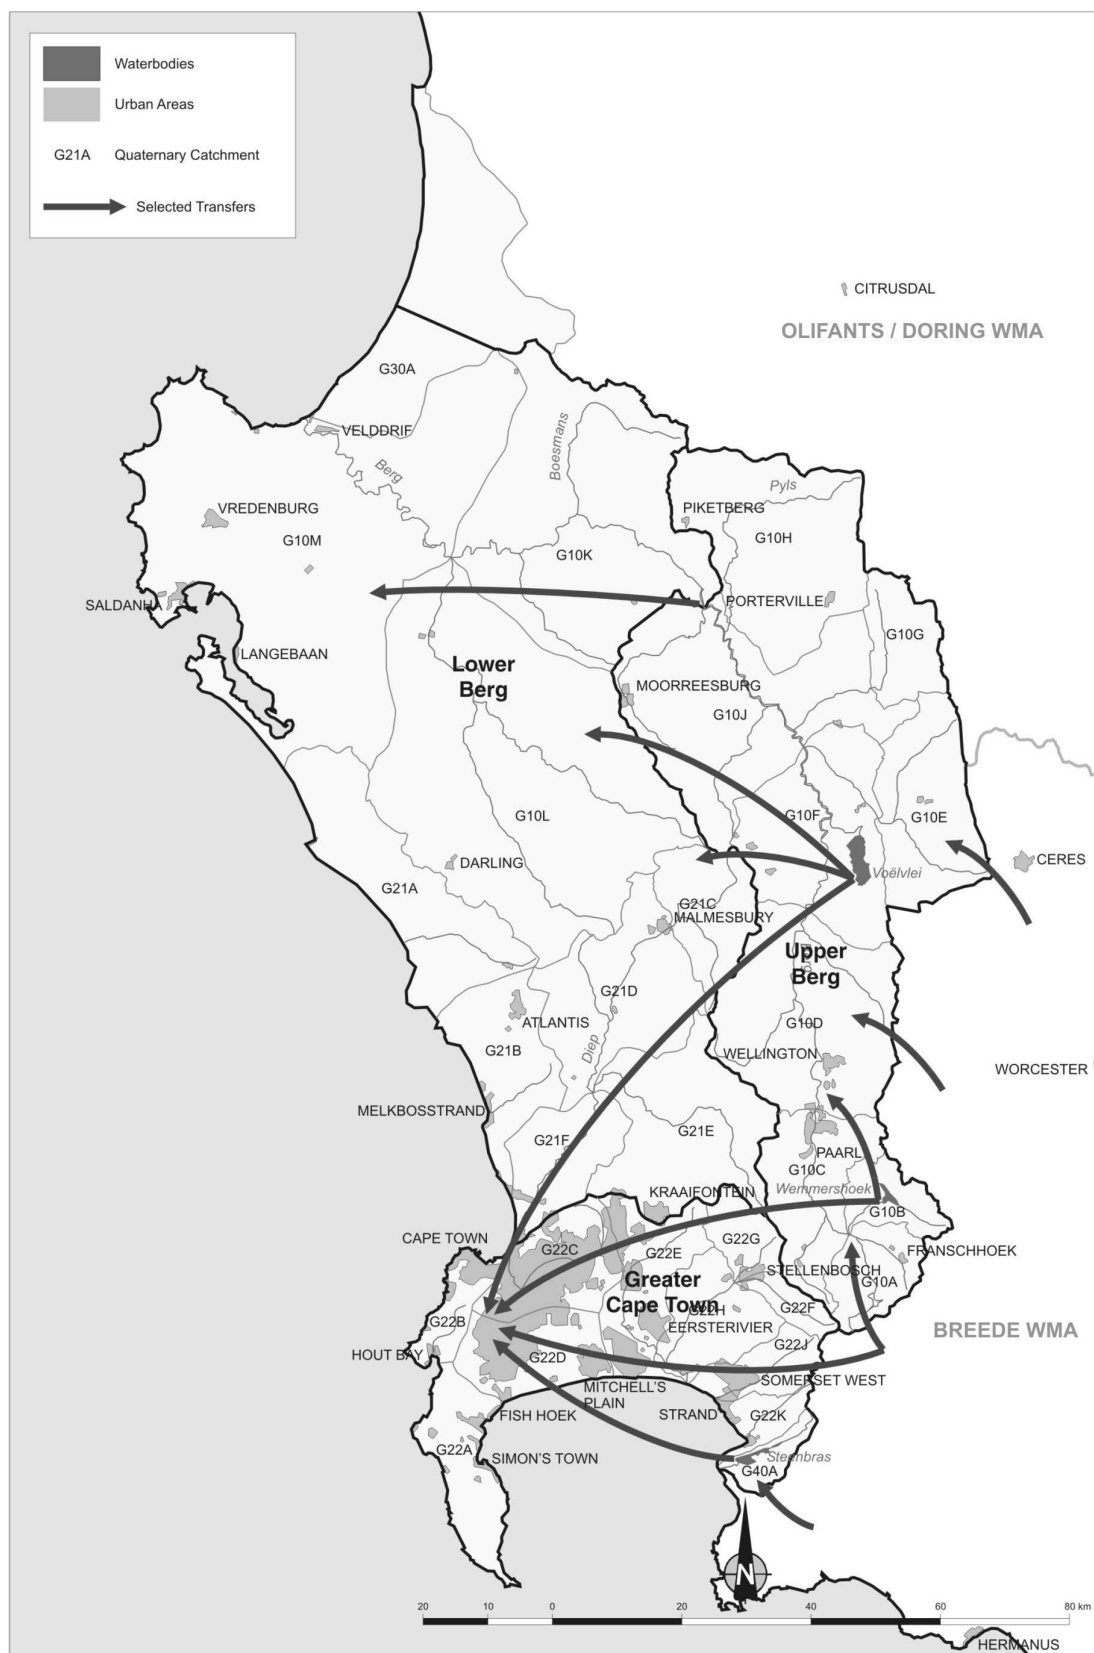 Waterbodies
Urban Areas
G21A Quaternary Catchment
Selected Transfers
CITRUSDAL
OLIFANTS / DORING WMA
G30A
VELDDRIF
Berg
Boesmans
Pyls
VREDENBURG
PIKETBERG
G10M
G10H
G10K
SALDANHA
PORTERVILLE
G10G
LANGEBAAN
Lower
Berg
MOORREESBURG
G10J
G10L
G10F
G10E
DARLING
CERES
Voëlvlei
G21A
G21C
MALMESBURY
Upper
Berg
G21D
ATLANTIS
G10D
G21B
Diep
WELLINGTON
WORCESTER
MELKBOSSTRAND
G21F
G21E
PAARL
G10C
Wemmershoek
KRAAIFONTEIN
G10B
CAPE TOWN
G22C
G22E
G22G
FRANSCHHOEK
STELLENBOSCH
G10A
Greater
Cape Town
G22H
G22F
G22B
EERSTERIVIER
BREEDE WMA
G22J
HOUT BAY
G22D
SOMERSET WEST
MITCHELL'S
PLAIN
FISH HOEK
STRAND
G22K
G22A
SIMON'S TOWN
Steenbras
G40A
N
20 10 0 20 40 60 80 km
HERMANUS